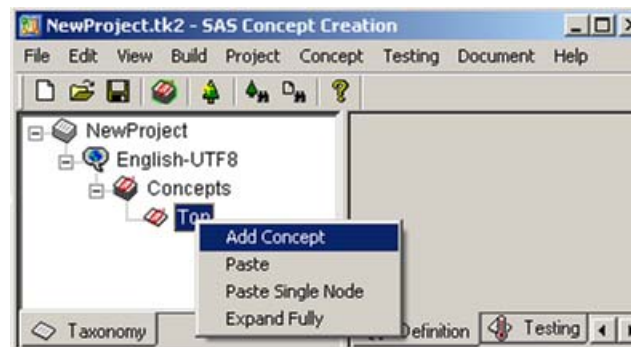 NewProject.tk2 - SAS Concept Creation
File Edit View Build Project Concept Testing Document Help
NewProject
English-UTF8
Concepts
Top
Add Concept
Paste
Paste Single Node
Expand Fully
Taxonomy
Definition
Testing